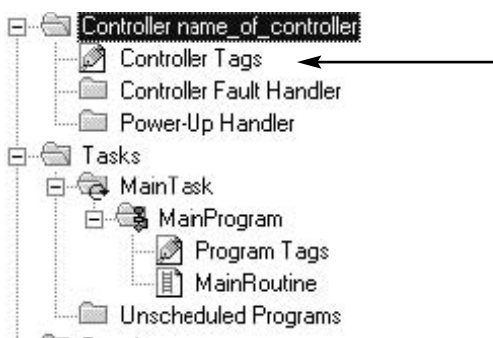 Controller name_of_controller
Controller Tags
Controller Fault Handler
Power-Up Handler
Tasks
MainTask
MainProgram
Program Tags
MainRoutine
Unscheduled Programs